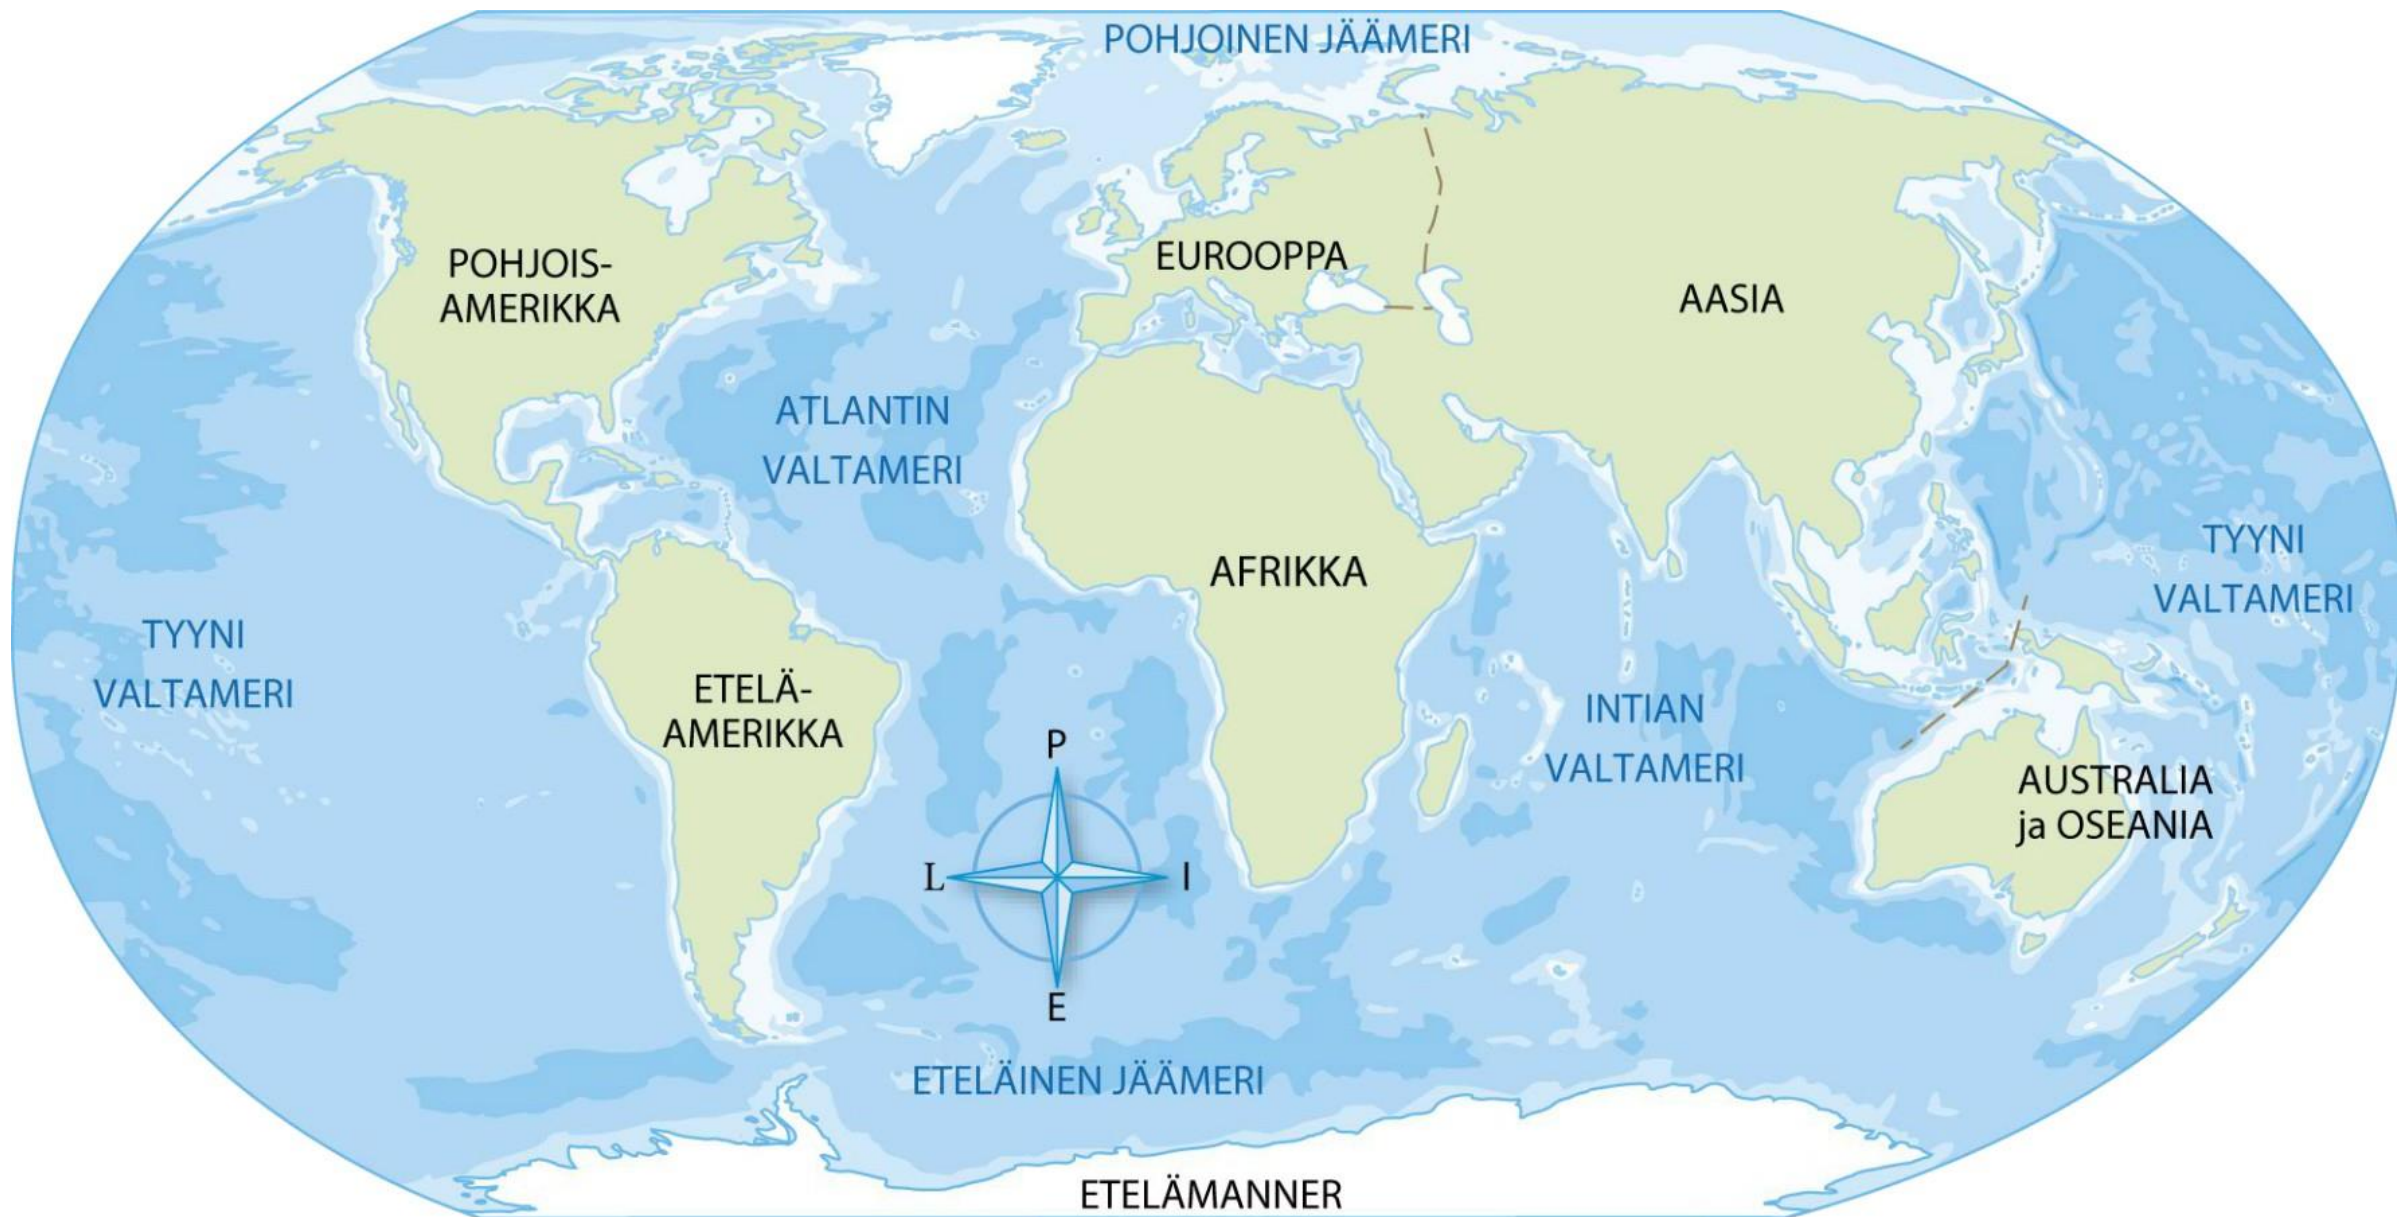 POHJOINEN JÄÄMERI
POHJOIS-
AMERIKKA
EUROOPPA
AASIA
ATLANTIN
VALTAMERI
AFRIKKA
TYYNI
VALTAMERI
TYYNI
VALTAMERI
ETELÄ-
AMERIKKA
INTIAN
VALTAMERI
AUSTRALIA
ja OSEANIA
P
L
I
E
ETELÄINEN JÄÄMERI
ETELÄMANNER